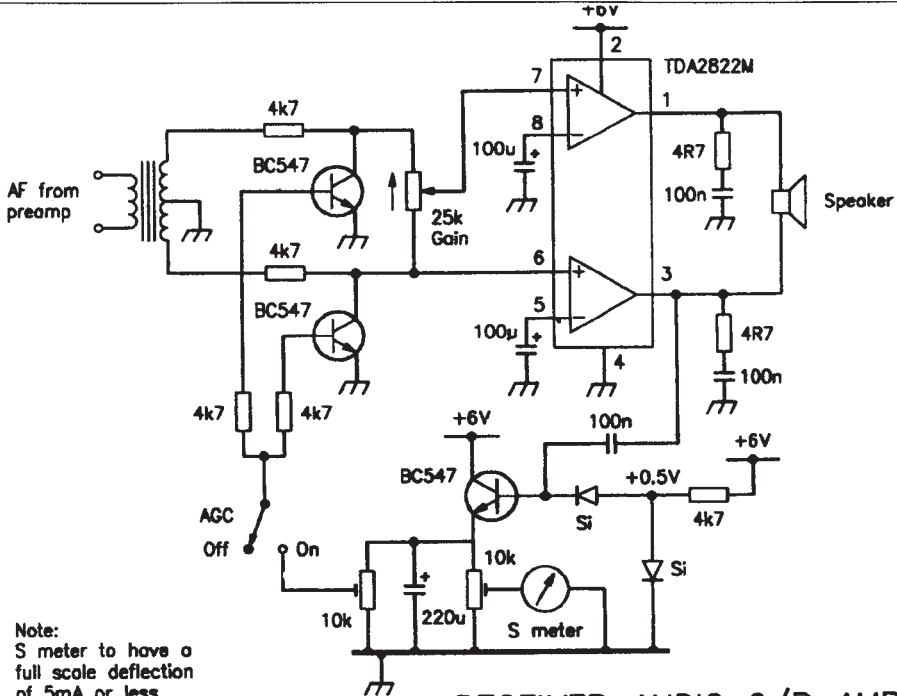 +6V
2
TDA2822M
7
1
4k7
8
100u
+
4R7
BC547
AF from
preamp
25k
Gain
100n
Speaker
4k7
6
3
BC547
5
100µ
+
4R7
4
100n
4k7
4k7
100n
+6V
+6V
BC547
+0.5V
AGC
Si
4k7
Off
On
10k
Si
+
10k
220u
S meter
Note:
S meter to have a
full scale deflection
of 5mA or less